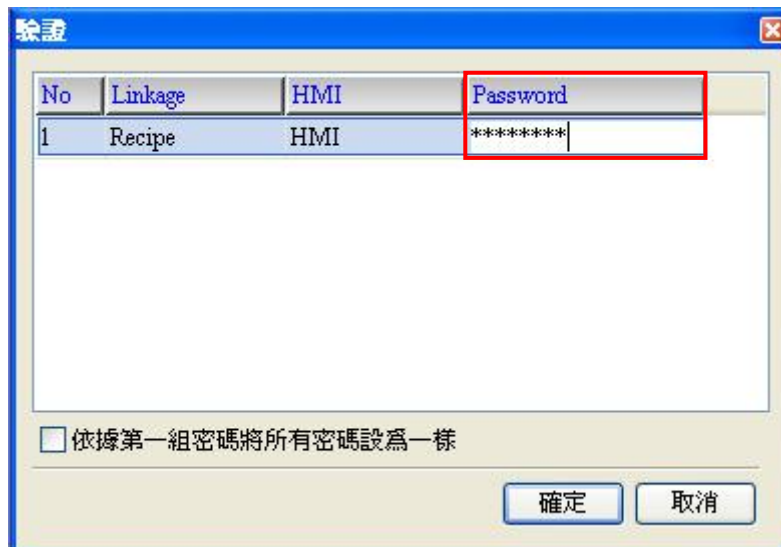 驗證
No Linkage HMI Password
1 Recipe HMI ********
依據第一組密碼將所有密碼設爲一樣
確定 取消